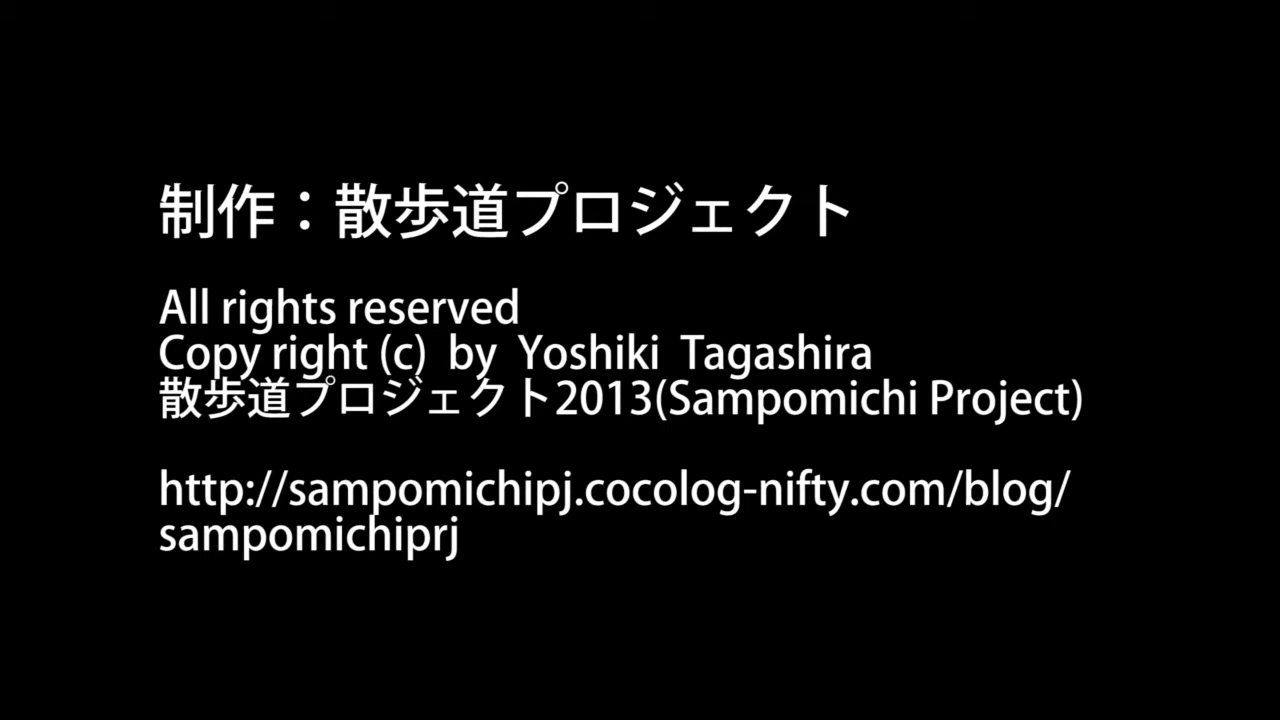 制作：散歩道プロジェクト
All rights reserved
Copy right (c)  by  Yoshiki  Tagashira
散歩道プロジェクト2013(Sampomichi Project)
http://sampomichipj.cocolog-nifty.com/blog/
sampomichiprj